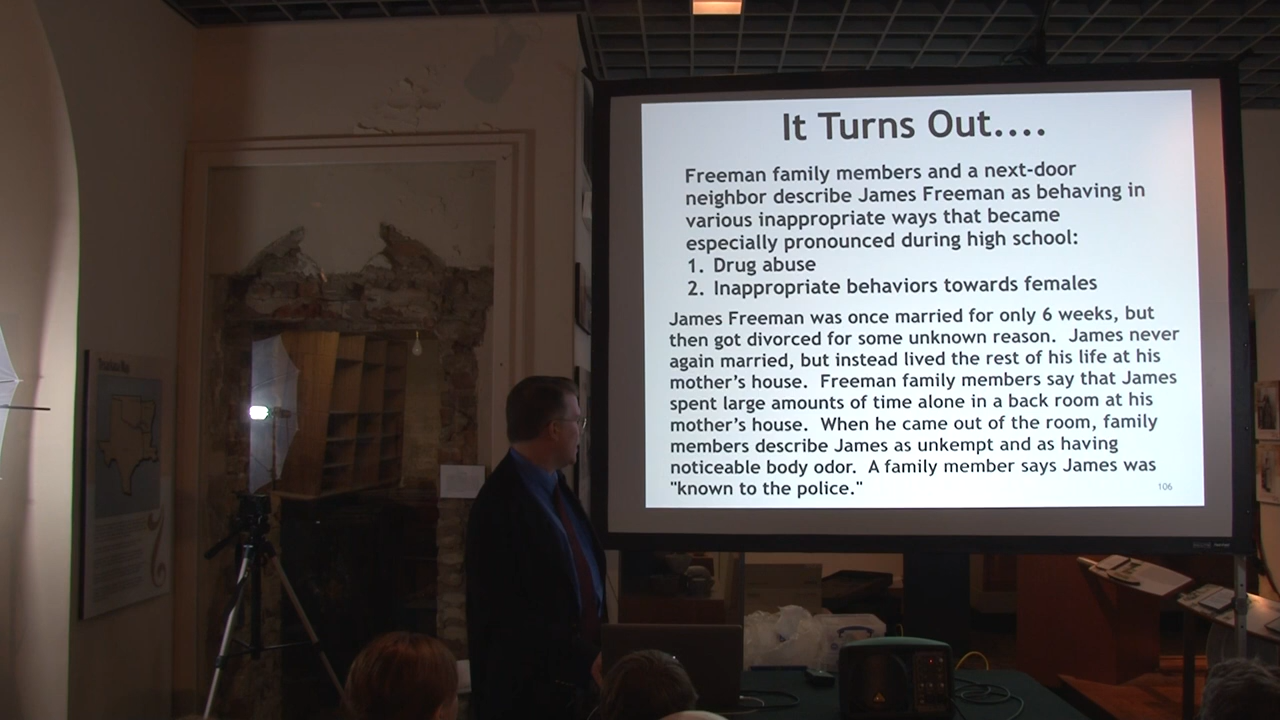 It Turns Out....
Freeman family members and a next-door
neighbor describe James Freeman as behaving in
various inappropriate ways that became
especially pronounced during high school:
1. Drug abuse
2. Inappropriate behaviors towards females
James Freeman was once married for only 6 weeks, but
then got divorced for some unknown reason.  James never
again married, but instead lived the rest of his life at his
mother's house.  Freeman family members say that James
spent large amounts of time alone in a back room at his
mother's house.  When he came out of the room, family
members describe James as unkempt and as having
noticeable body odor.  A family member says James was
"known to the police."
106